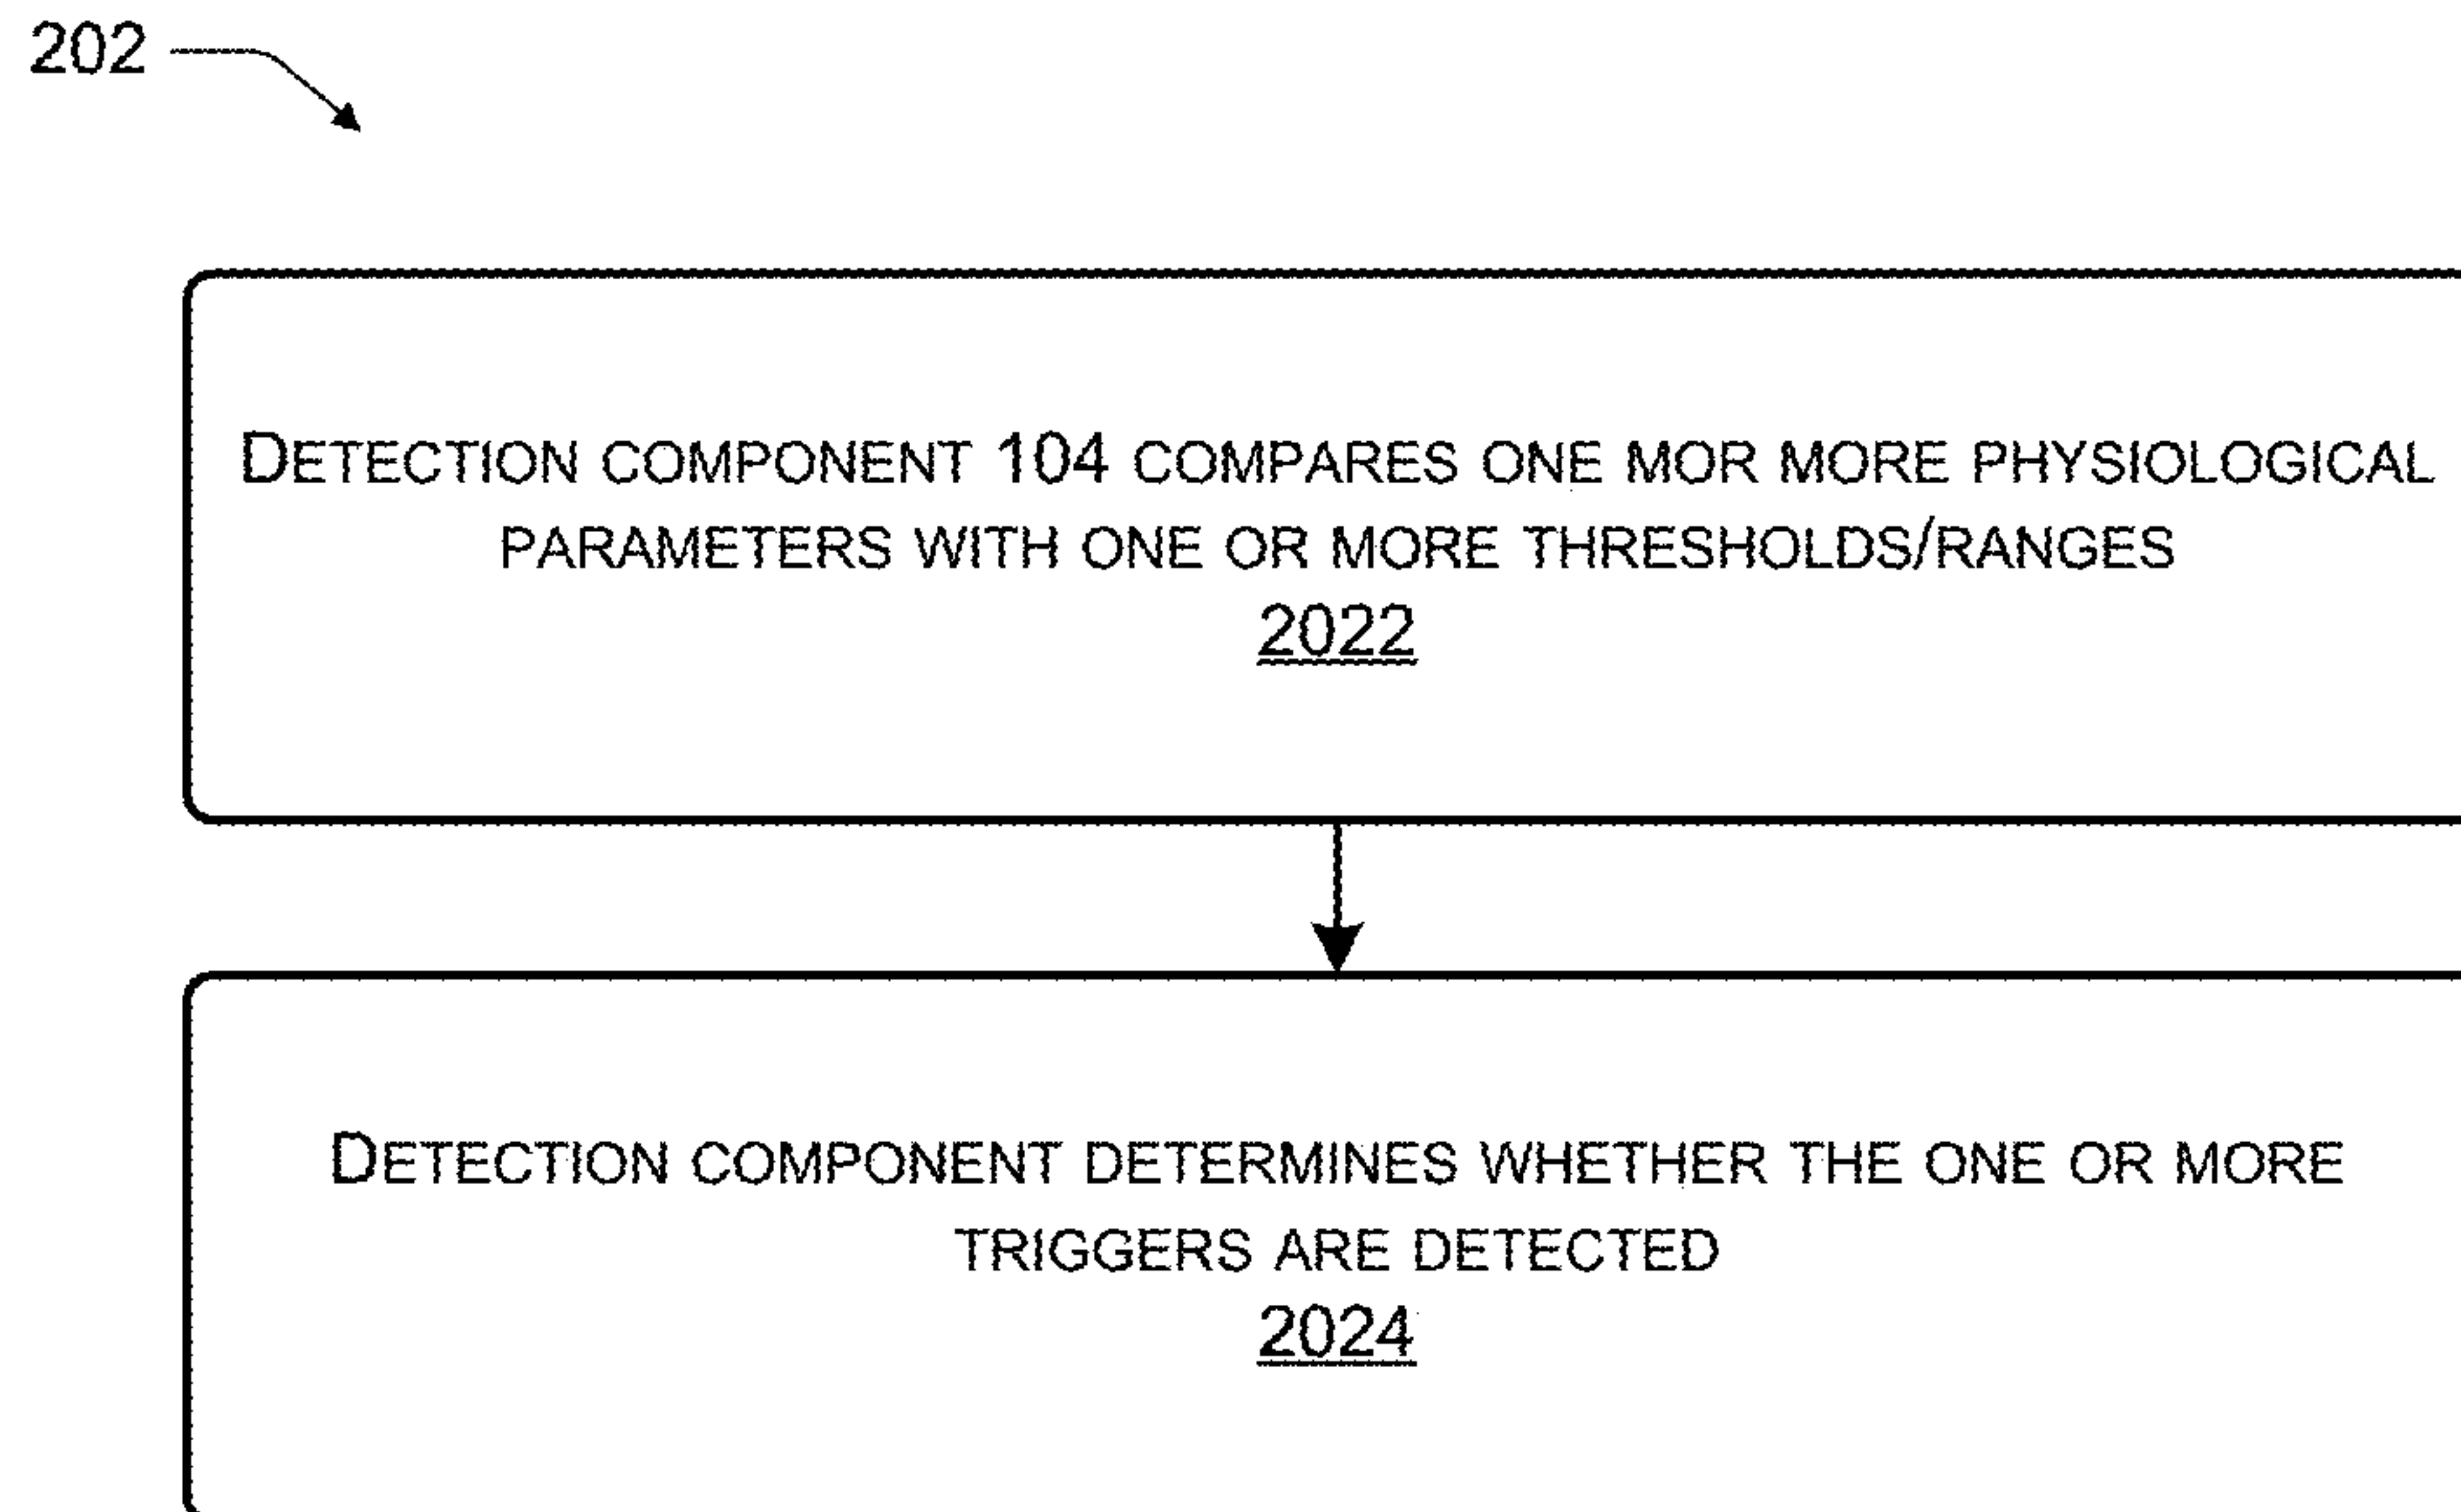 202
DETECTION COMPONENT 104 COMPARES ONE MOR MORE PHYSIOLOGICAL
PARAMETERS WITH ONE OR MORE THRESHOLDS/RANGES
2022
DETECTION COMPONENT DETERMINES WHETHER THE ONE OR MORE
TRIGGERS ARE DETECTED
2024